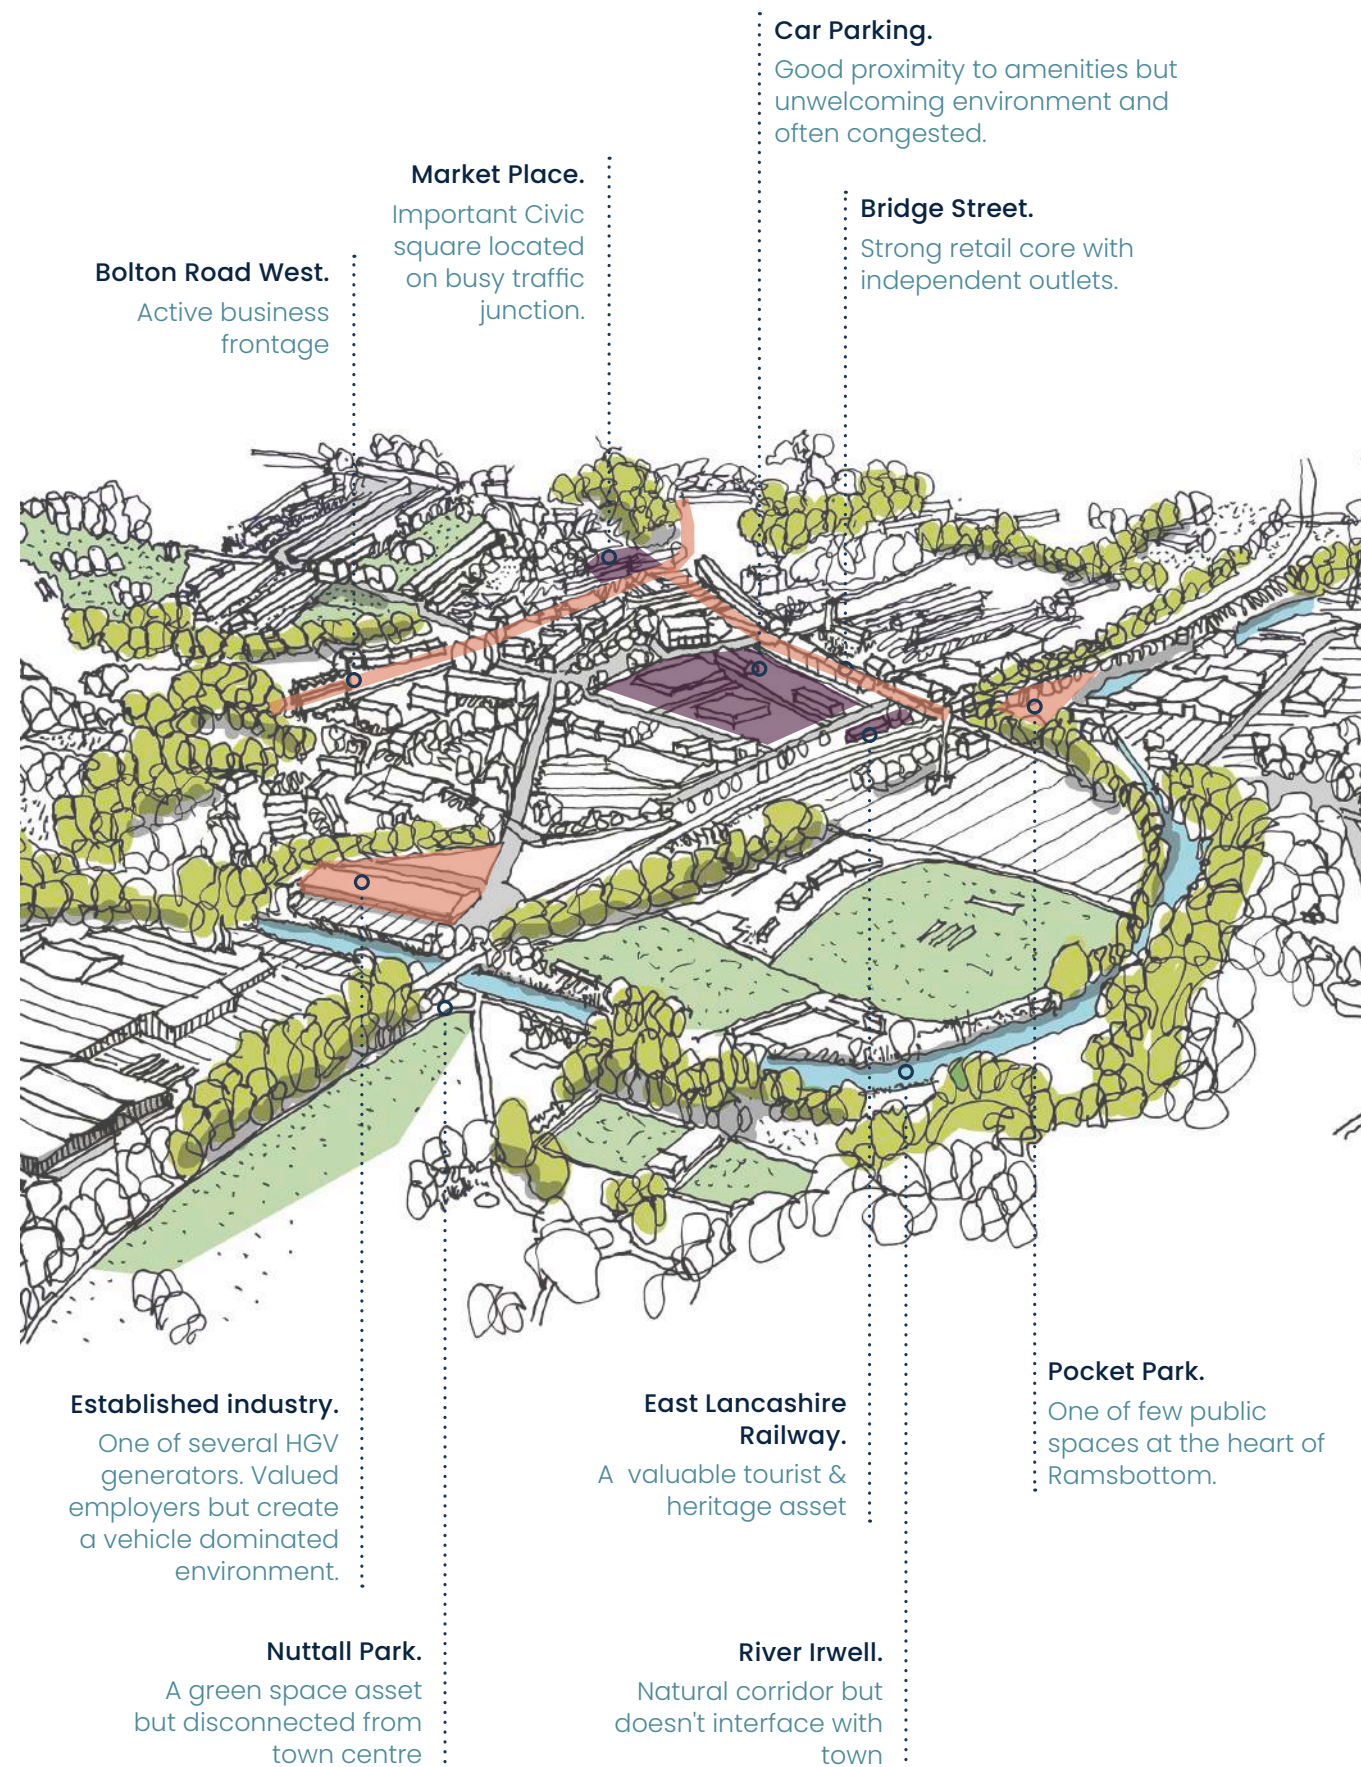 Car Parking.
Good proximity to amenities but
unwelcoming environment and
often congested.
Market Place.
Important Civic
square located
on busy traffic
junction.
Bridge Street.
Strong retail core with
independent outlets.
Bolton Road West.
Active business
frontage
Established industry.
One of several HGV
generators. Valued
employers but create
a vehicle dominated
environment.
East Lancashire
Railway.
A  valuable tourist &
heritage asset
Pocket Park.
One of few public
spaces at the heart of
Ramsbottom.
Nuttall Park.
A green space asset
but disconnected from
town centre
River Irwell.
Natural corridor but
doesn't interface with
town